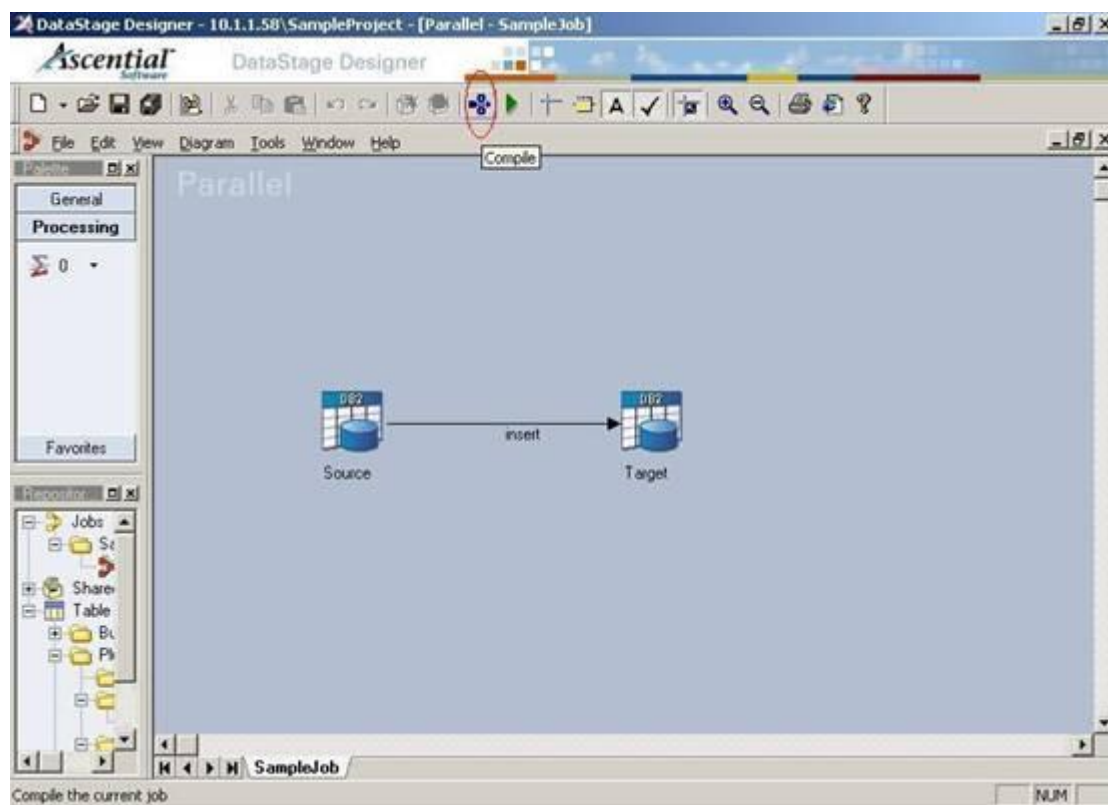 DataStage Designer - 10.1.1.58\SampleProject - [Parallel - SampleJob]
Ascential
Software
DataStage Designer
A
File Edit View Diagram Tools Window Help
Compile
Palette
Parallel
General
Processing
0
DB2
DB2
insert
Source
Target
Favorites
Jobs
Sa
Share
Table
Bu
SampleJob
Compile the current job
NUM